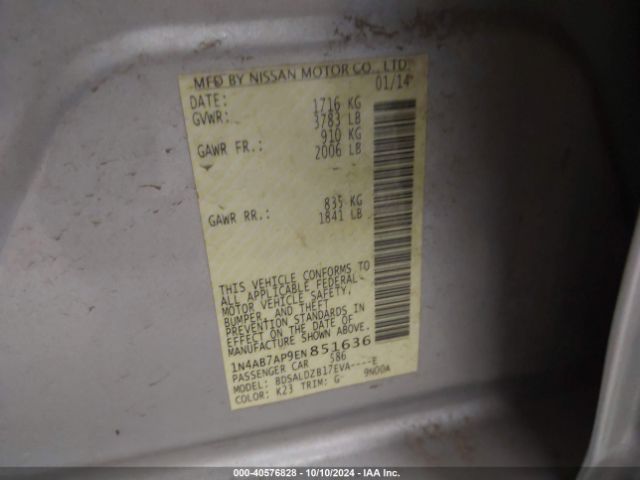 MFD BY NISSAN MOTOR CO., LTD.
DATE: 01/14
GVWR: 1716 KG
3783 LB
GAWR FR.: 910 KG
2006 LB
GAWR RR.: 835 KG
1841 LB
THIS VEHICLE CONFORMS TO
ALL APPLICABLE FEDERAL
MOTOR VEHICLE SAFETY,
BUMPER, AND THEFT
PREVENTION STANDARDS IN
EFFECT ON THE DATE OF
MANUFACTURE SHOWN ABOVE.
1N4AB7AP9EN851636
PASSENGER CAR 586
MODEL: BDSALDZB17EVA----E
COLOR: K23 TRIM: G 9N00A
000-40576828 - 10/10/2024 - IAA Inc.